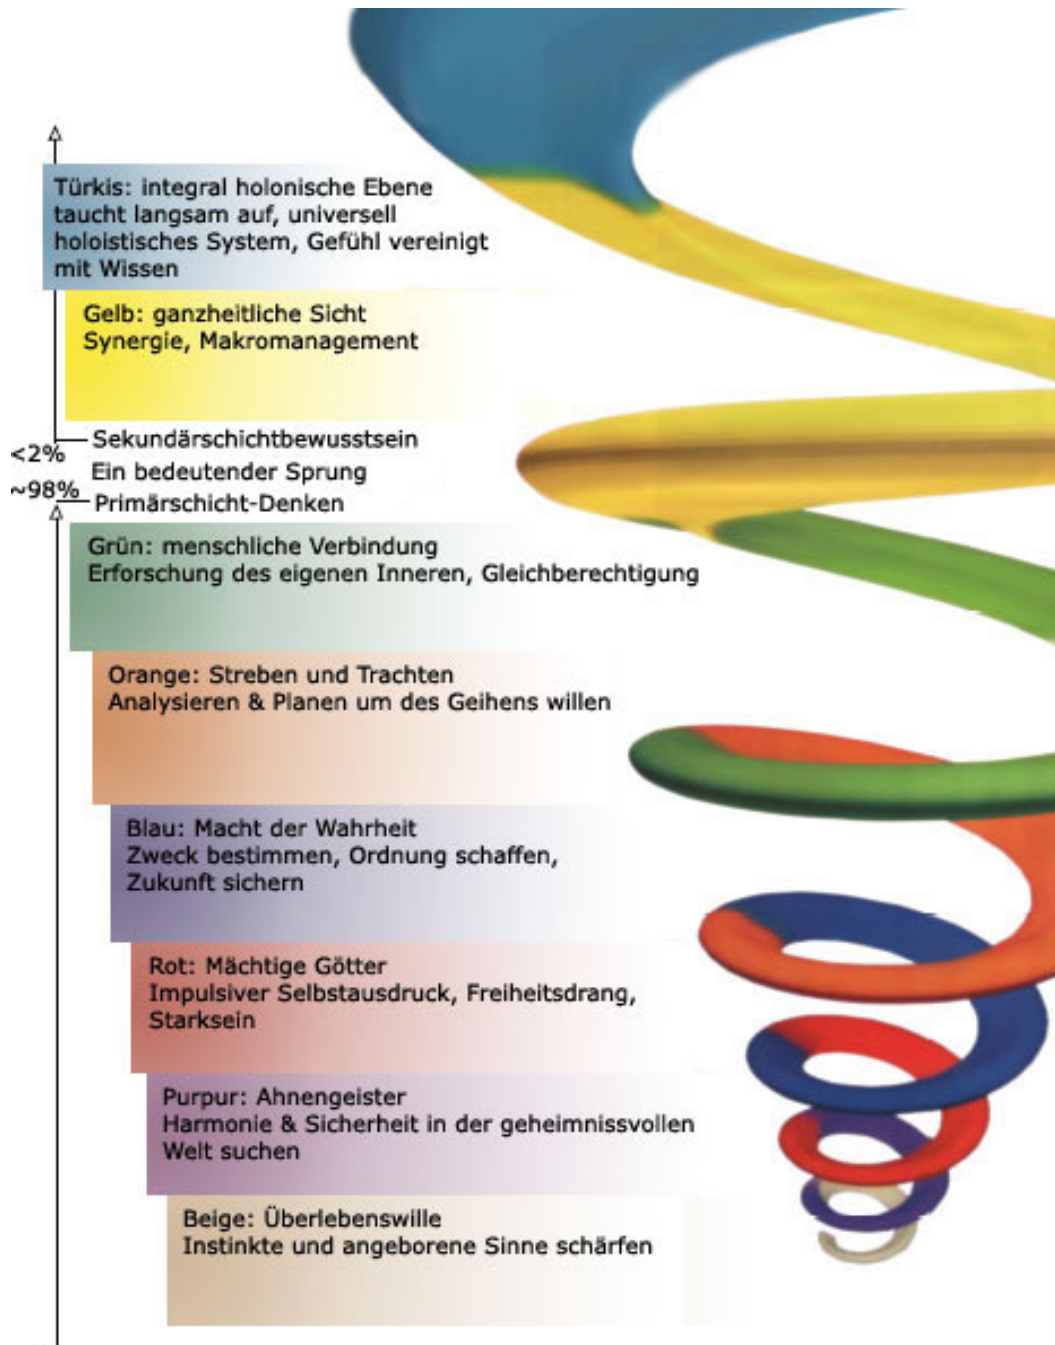 Türkis: integral holonische Ebene
taucht langsam auf, universell
holoistisches System, Gefühl vereinigt
mit Wissen
Gelb: ganzheitliche Sicht
Synergie, Makromanagement
Sekundärschichtbewusstsein
<2%
Ein bedeutender Sprung
~98%
Primärschicht-Denken
Grün: menschliche Verbindung
Erforschung des eigenen Inneren, Gleichberechtigung
Orange: Streben und Trachten
Analysieren & Planen um des Geihens willen
Blau: Macht der Wahrheit
Zweck bestimmen, Ordnung schaffen,
Zukunft sichern
Rot: Mächtige Götter
Impulsiver Selbstausdruck, Freiheitsdrang,
Starksein
Purpur: Ahnengeister
Harmonie & Sicherheit in der geheimnissvollen
Welt suchen
Beige: Überlebenswille
Instinkte und angeborene Sinne schärfen